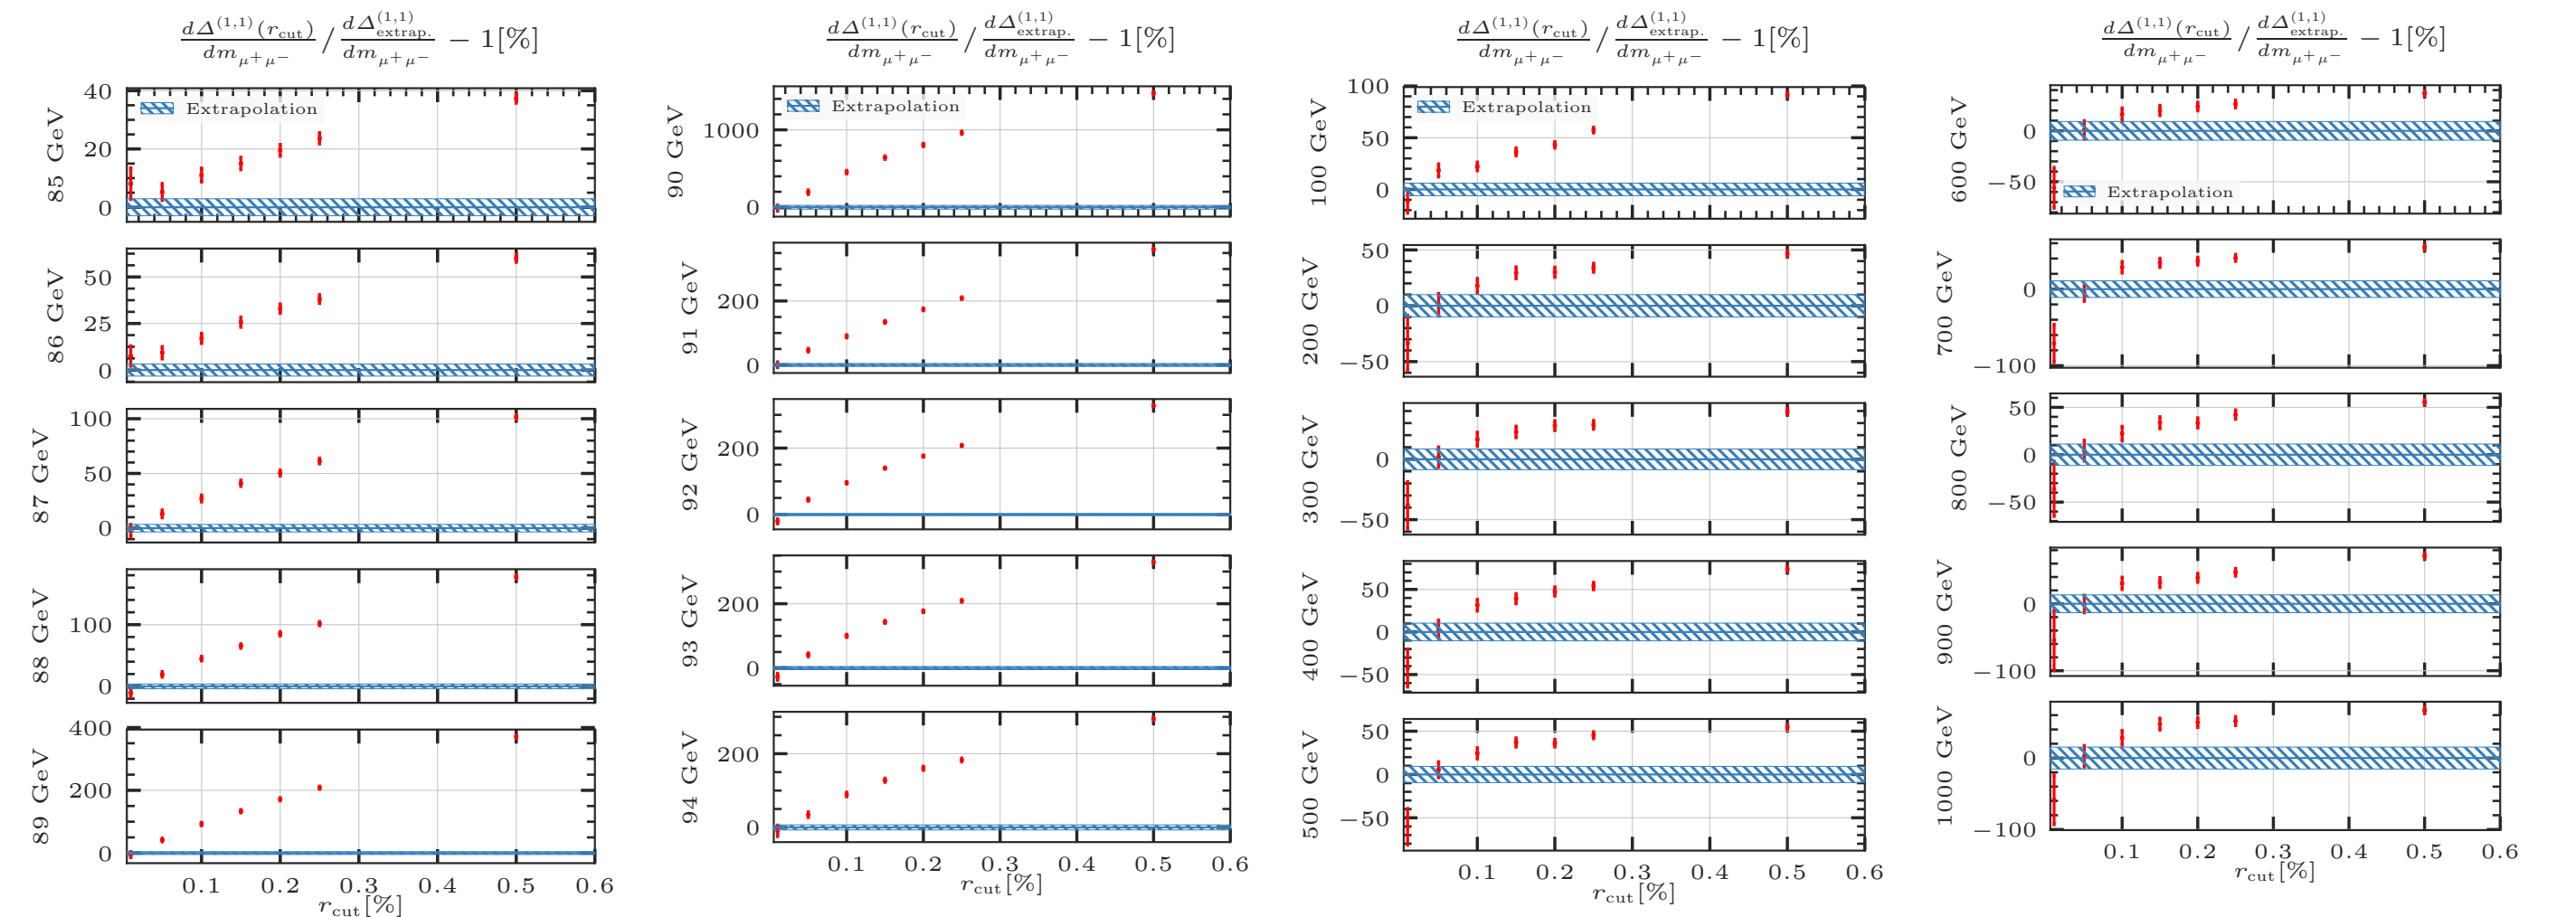 dΔ^(1,1)(r_cut)/dm_μ+μ− / dΔ^(1,1)_extrap./dm_μ+μ− − 1[%]
40
Extrapolation
20
0
85 GeV
50
25
0
86 GeV
100
50
0
87 GeV
100
0
88 GeV
400
200
0
89 GeV
0.1 0.2 0.3 0.4 0.5 0.6
r_cut[%]
dΔ^(1,1)(r_cut)/dm_μ+μ− / dΔ^(1,1)_extrap./dm_μ+μ− − 1[%]
Extrapolation
1000
0
90 GeV
200
0
91 GeV
200
0
92 GeV
200
0
93 GeV
200
0
94 GeV
0.1 0.2 0.3 0.4 0.5 0.6
r_cut[%]
dΔ^(1,1)(r_cut)/dm_μ+μ− / dΔ^(1,1)_extrap./dm_μ+μ− − 1[%]
100
Extrapolation
50
0
100 GeV
50
0
−50
200 GeV
0
−50
300 GeV
50
0
−50
400 GeV
50
0
−50
500 GeV
0.1 0.2 0.3 0.4 0.5 0.6
r_cut[%]
dΔ^(1,1)(r_cut)/dm_μ+μ− / dΔ^(1,1)_extrap./dm_μ+μ− − 1[%]
0
−50
Extrapolation
600 GeV
0
−100
700 GeV
50
0
−50
800 GeV
0
−100
900 GeV
0
−100
1000 GeV
0.1 0.2 0.3 0.4 0.5 0.6
r_cut[%]